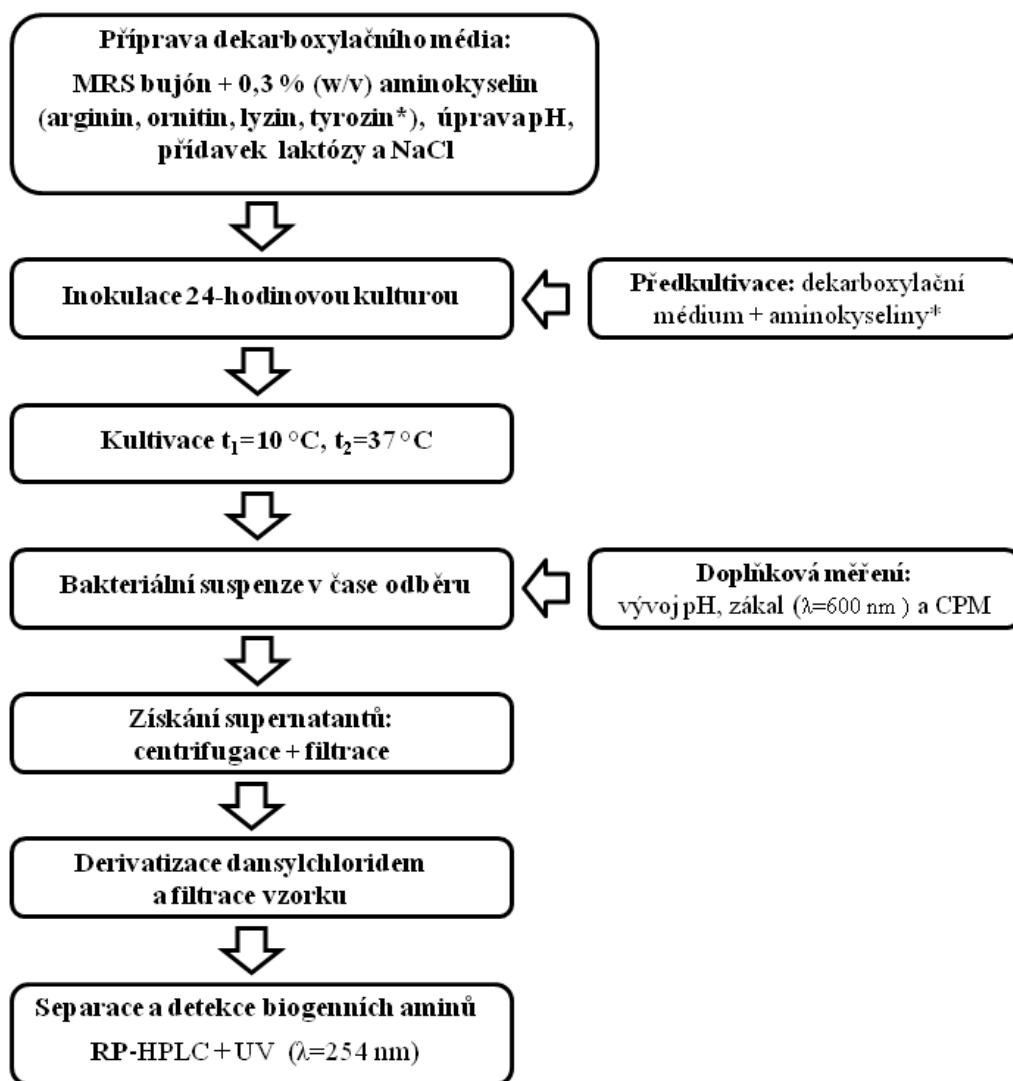 Příprava dekarboxylačního média:
MRS bujón + 0,3 % (w/v) aminokyselin
(arginin, ornitin, lyzin, tyrozin*), úprava pH,
přídavek laktózy a NaCl
Inokulace 24-hodinovou kulturou
Předkultivace: dekarboxylační
médium + aminokyseliny*
Kultivace t₁=10 °C, t₂=37 °C
Bakteriální suspenze v čase odběru
Doplňková měření:
vývoj pH, zákal (λ=600 nm ) a CPM
Získání supernatantů:
centrifugace + filtrace
Derivatizace dansylchloridem
a filtrace vzorku
Separace a detekce biogenních aminů
RP-HPLC + UV (λ=254 nm)